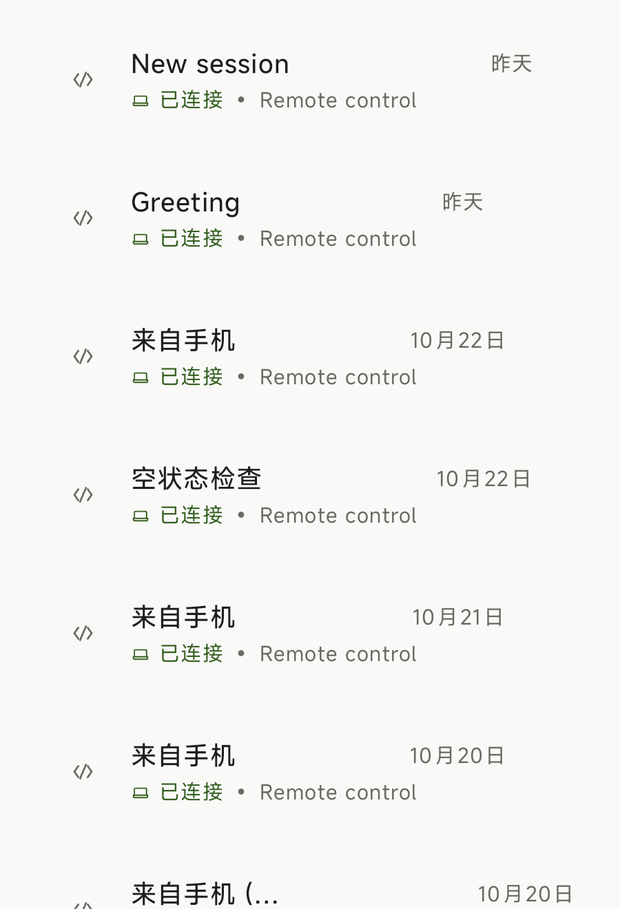 New session 昨天
已连接 • Remote control
Greeting 昨天
已连接 • Remote control
来自手机 10月22日
已连接 • Remote control
空状态检查 10月22日
已连接 • Remote control
来自手机 10月21日
已连接 • Remote control
来自手机 10月20日
已连接 • Remote control
来自手机 (... 10月20日